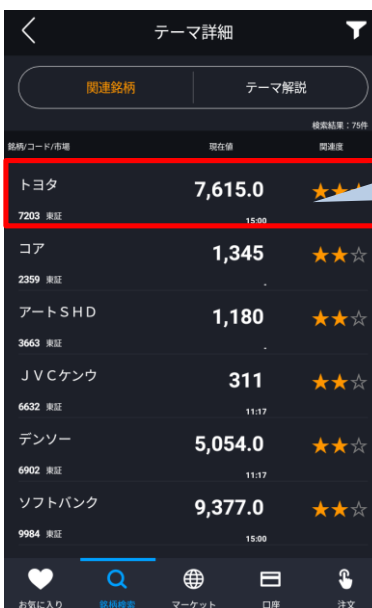 テーマ詳細
関連銘柄 テーマ解説
検索結果：75件
銘柄/コード/市場 現在値 関連度
トヨタ 7,615.0 ★★★
7203 東証 15:00
コア 1,345 ★★☆
2359 東証 -
アートＳＨＤ 1,180 ★★☆
3663 東証 -
ＪＶＣケンウ 311 ★★☆
6632 東証 11:17
デンソー 5,054.0 ★★☆
6902 東証 11:17
ソフトバンク 9,377.0 ★★☆
9984 東証 15:00
お気に入り 銘柄検索 マーケット 口座 注文